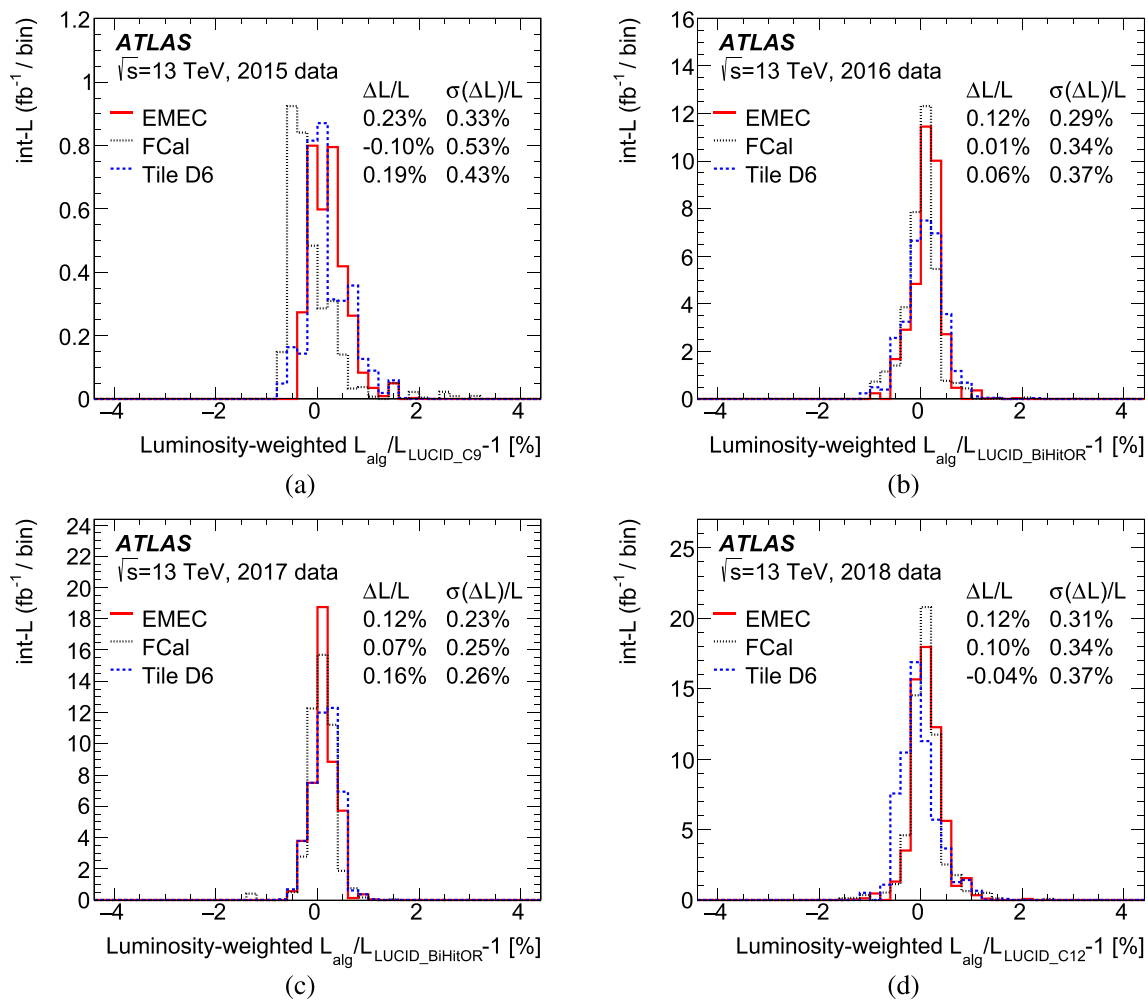 ATLAS
√s=13 TeV, 2015 data
ΔL/L σ(ΔL)/L
EMEC 0.23% 0.33%
FCal -0.10% 0.53%
Tile D6 0.19% 0.43%
int-L (fb⁻¹ / bin)
1.2
1
0.8
0.6
0.4
0.2
0
−4 −2 0 2 4
Luminosity-weighted L_alg/L_LUCID_C9-1 [%]
(a)
ATLAS
√s=13 TeV, 2016 data
ΔL/L σ(ΔL)/L
EMEC 0.12% 0.29%
FCal 0.01% 0.34%
Tile D6 0.06% 0.37%
int-L (fb⁻¹ / bin)
16
14
12
10
8
6
4
2
0
−4 −2 0 2 4
Luminosity-weighted L_alg/L_LUCID_BiHitOR-1 [%]
(b)
ATLAS
√s=13 TeV, 2017 data
ΔL/L σ(ΔL)/L
EMEC 0.12% 0.23%
FCal 0.07% 0.25%
Tile D6 0.16% 0.26%
int-L (fb⁻¹ / bin)
24
22
20
18
16
14
12
10
8
6
4
2
0
−4 −2 0 2 4
Luminosity-weighted L_alg/L_LUCID_BiHitOR-1 [%]
(c)
ATLAS
√s=13 TeV, 2018 data
ΔL/L σ(ΔL)/L
EMEC 0.12% 0.31%
FCal 0.10% 0.34%
Tile D6 -0.04% 0.37%
int-L (fb⁻¹ / bin)
25
20
15
10
5
0
−4 −2 0 2 4
Luminosity-weighted L_alg/L_LUCID_C12-1 [%]
(d)